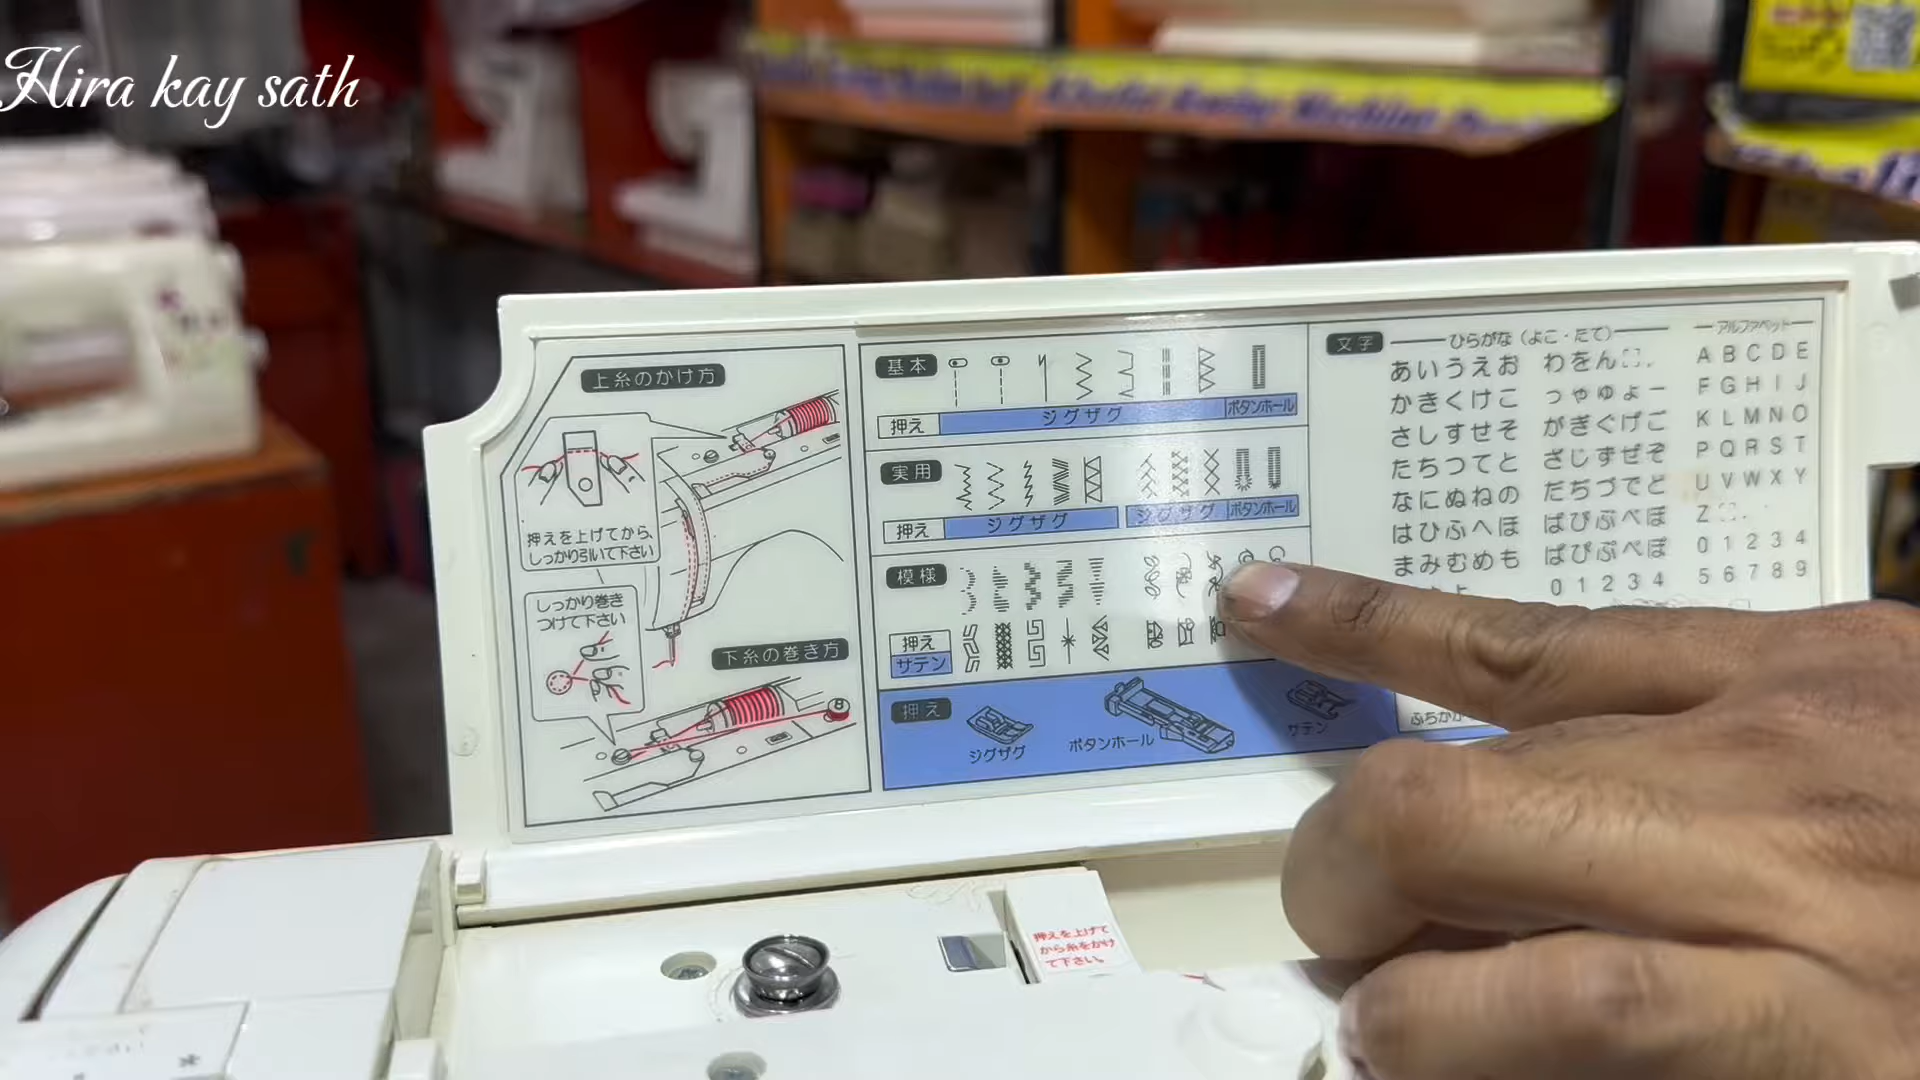 Hira kay sath
上糸のかけ方
押えを上げてから、
しっかり引いて下さい
しっかり巻き
つけて下さい
下糸の巻き方
基本
押え
ジグザグ
ボタンホール
実用
押え
ジグザグ
ジグザグ
ボタンホール
模様
押え
サテン
押え
ジグザグ
ボタンホール
サテン
文字
ひらがな（よこ・たて）
あいうえお わをん
かきくけこ っゃゅょー
さしすせそ がぎぐげご
たちつてと ざじずぜぞ
なにぬねの だぢづでど
はひふへほ ばびぶべぼ
まみむめも ぱぴぷぺぽ
0 1 2 3 4
アルファベット
A B C D E
F G H I J
K L M N O
P Q R S T
U V W X Y
Z
0 1 2 3 4
5 6 7 8 9
押えを上げて
から糸をかけ
て下さい。